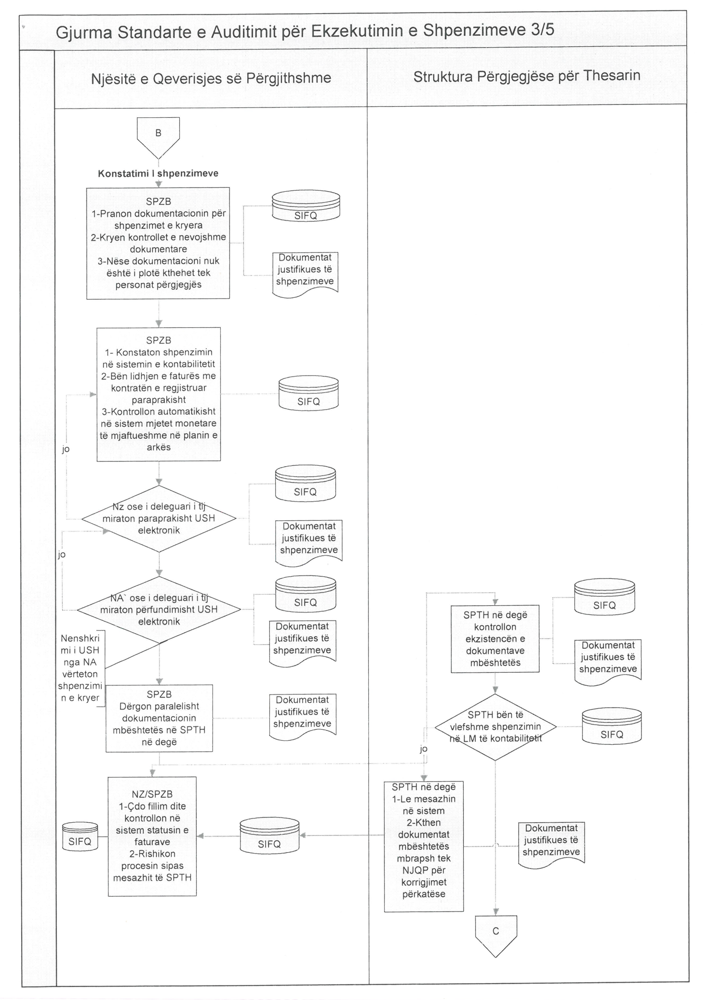 Gjurma Standarte e Auditimit për Ekzekutimin e Shpenzimeve 3/5
Njësitë e Qeverisjes së Përgjithshme
Struktura Përgjegjëse për Thesarin
B
Konstatimi I shpenzimeve
SPZB
1-Pranon dokumentacionin për
shpenzimet e kryera
2-Kryen kontrollet e nevojshme
dokumentare
3-Nëse dokumentacioni nuk
është i plotë kthehet tek
personat përgjegjës
SIFQ
Dokumentat
justifikues të
shpenzimeve
SPZB
1- Konstaton shpenzimin
në sistemin e kontabilitetit
2-Bën lidhjen e faturës me
kontratën e regjistruar
paraprakisht
3-Kontrollon automatikisht
në sistem mjetet monetare
të mjaftueshme në planin e
arkës
SIFQ
jo
Nz ose i deleguari i tij
miraton paraprakisht USH
elektronik
SIFQ
Dokumentat
justifikues të
shpenzimeve
jo
NA` ose i deleguari i tij
miraton përfundimisht USH
elektronik
SIFQ
Dokumentat
justifikues të
shpenzimeve
Nenshkri
mi i USH
nga NA
vërteton
shpenzimi
n e kryer
SPZB
Dërgon paralelisht
dokumentacionin
mbështetës në SPTH
në degë
Dokumentat
justifikues të
shpenzimeve
SPTH në degë
kontrollon
ekzistencën e
dokumentave
mbështetës
SIFQ
Dokumentat
justifikues të
shpenzimeve
SPTH bën të
vlefshme shpenzimin
në LM të kontabilitetit
SIFQ
jo
NZ/SPZB
1-Çdo fillim dite
kontrollon në
sistem statusin e
faturave
2-Rishikon
procesin sipas
mesazhit të SPTH
SIFQ
SIFQ
SPTH në degë
1-Le mesazhin
në sistem
2-Kthen
dokumentat
mbështetës
mbrapsh tek
NJQP për
korrigjimet
përkatëse
Dokumentat
justifikues të
shpenzimeve
C